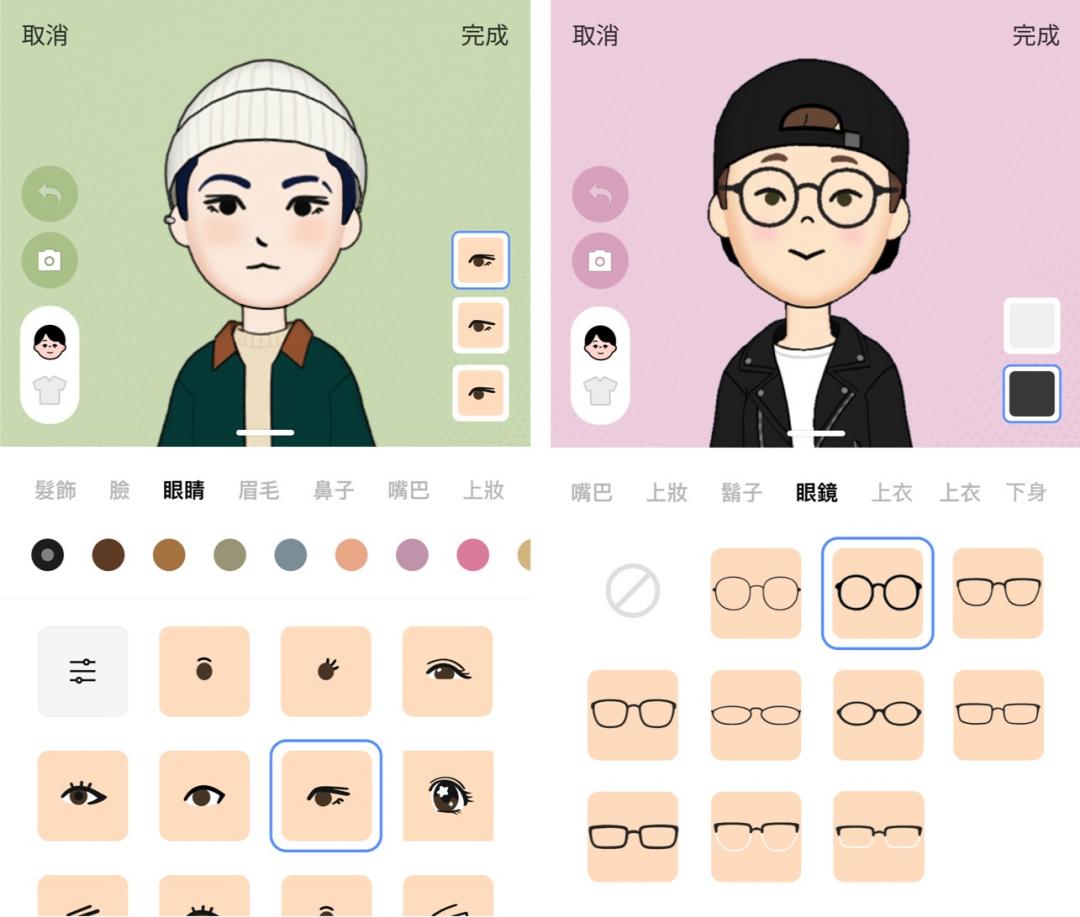 取消 完成
髮飾 臉 眼睛 眉毛 鼻子 嘴巴 上妝
取消 完成
嘴巴 上妝 鬍子 眼鏡 上衣 上衣 下身